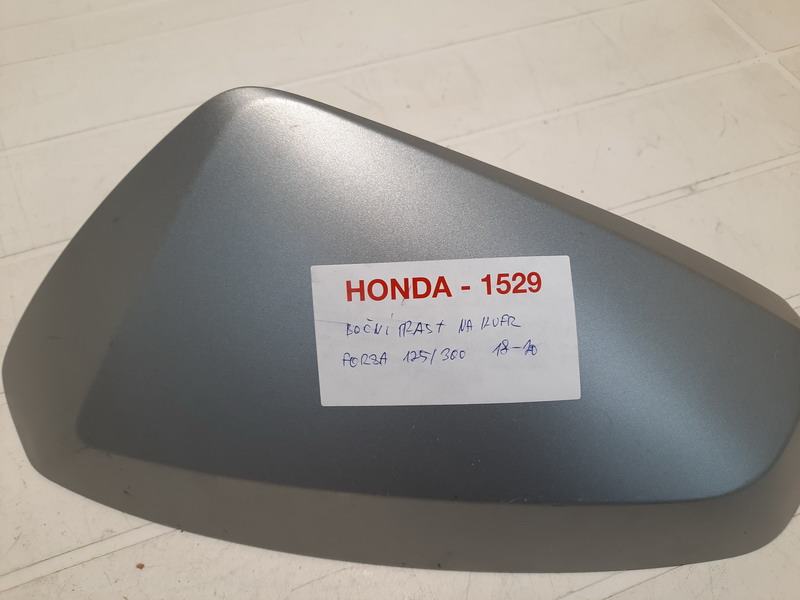 HONDA - 1529
BOČNÍ PLAST NA KUFR
FORZA 125/300 18-20